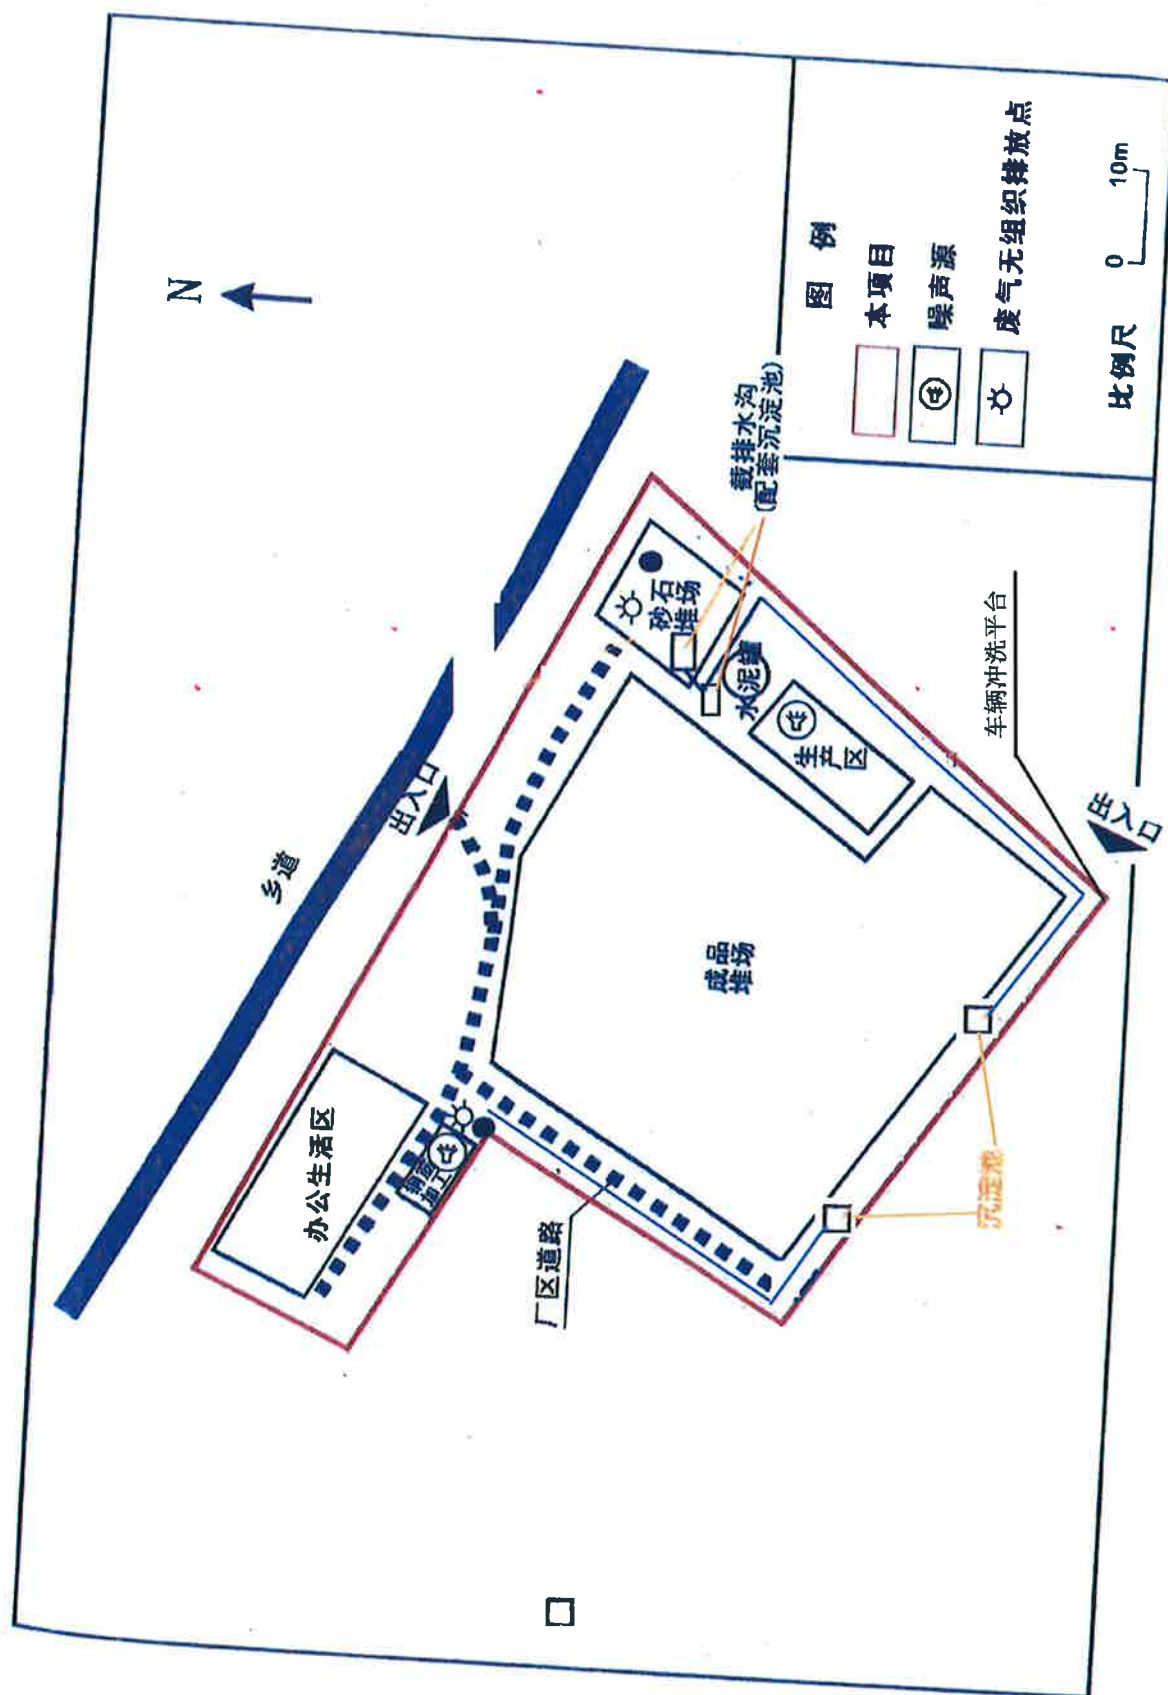 N
乡道
出入口
办公生活区
钢筋
加工
厂区道路
成品
堆场
砂石
堆场
水泥罐
生产
区
截排水沟
(配套沉淀池)
车辆冲洗平台
出入口
沉淀池
图 例
本项目
噪声源
废气无组织排放点
比例尺
0 10m